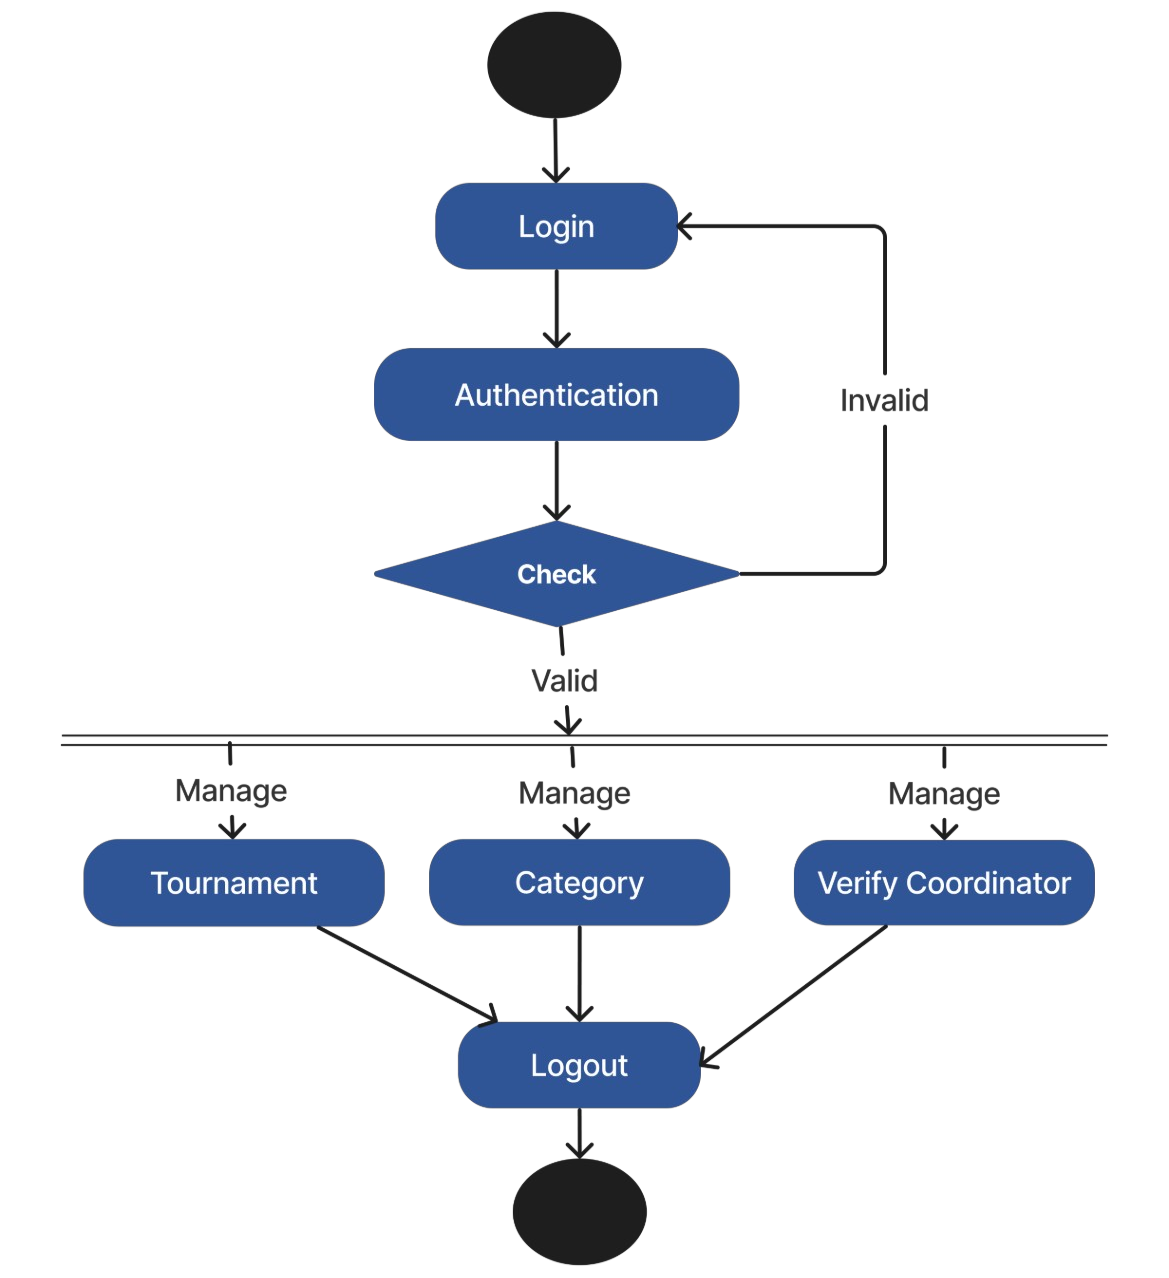 Login
Authentication
Invalid
Check
Valid
Manage
Manage
Manage
Tournament
Category
Verify Coordinator
Logout